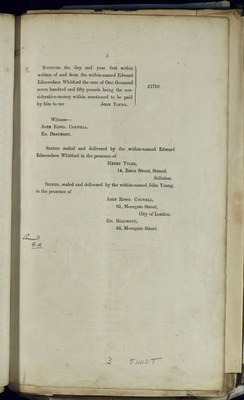 3
RECEIVED the day and year first within
written of and from the within-named Edward
Edmondson Whitford the sum of One thousand
seven hundred and fifty pounds being the con-
sideration-money within mentioned to be paid
by him to me JOHN YOUNG.
£1750.
Witness—
JOHN EDWD. COLWELL.
ED. BEAUMONT.
SIGNED sealed and delivered by the within-named Edward
Edmondson Whitford in the presence of
HENRY TYLER,
14, Essex Street, Strand,
Solicitor.
SIGNED, sealed and delivered by the within-named John Young,
in the presence of
JOHN EDWD. COLWELL,
68, Moorgate Street,
City of London.
ED. BEAUMONT,
68, Moorgate Street.
3